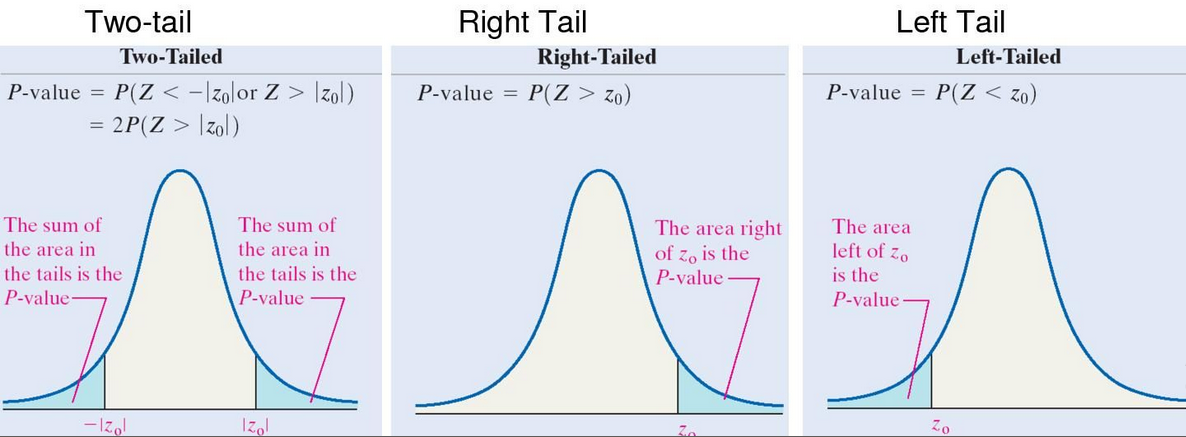 Two-tail
Two-Tailed
P-value = P(Z < −|z₀|or Z > |z₀|)
= 2P(Z > |z₀|)
The sum of
the area in
the tails is the
P-value
The sum of
the area in
the tails is the
P-value
−|z₀|
|z₀|
Right Tail
Right-Tailed
P-value = P(Z > z₀)
The area right
of z₀ is the
P-value
z₀
Left Tail
Left-Tailed
P-value = P(Z < z₀)
The area
left of z₀
is the
P-value
z₀